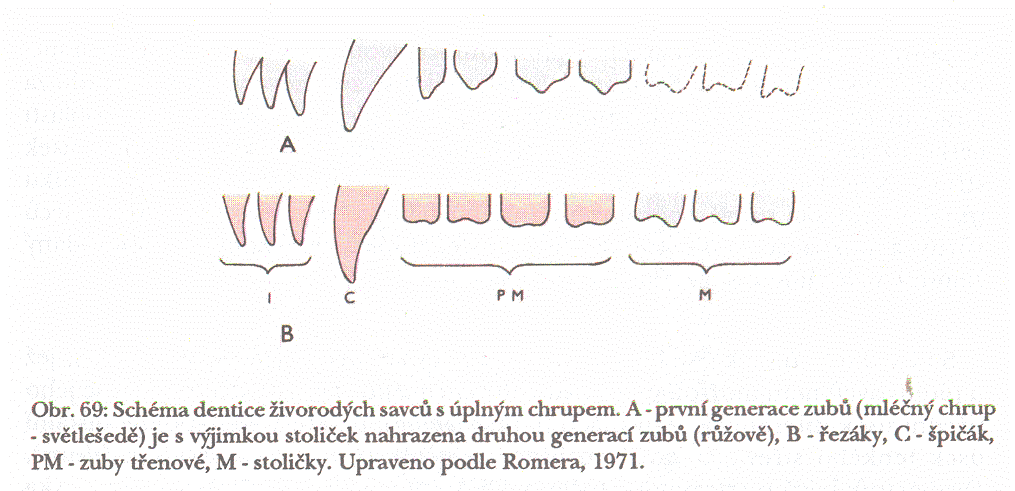 A
I C P M M
B
Obr. 69: Schéma dentice živorodých savců s úplným chrupem. A - první generace zubů (mléčný chrup
- světlešedě) je s výjimkou stoliček nahrazena druhou generací zubů (růžově), B - řezáky, C - špičák,
PM - zuby třenové, M - stoličky. Upraveno podle Romera, 1971.